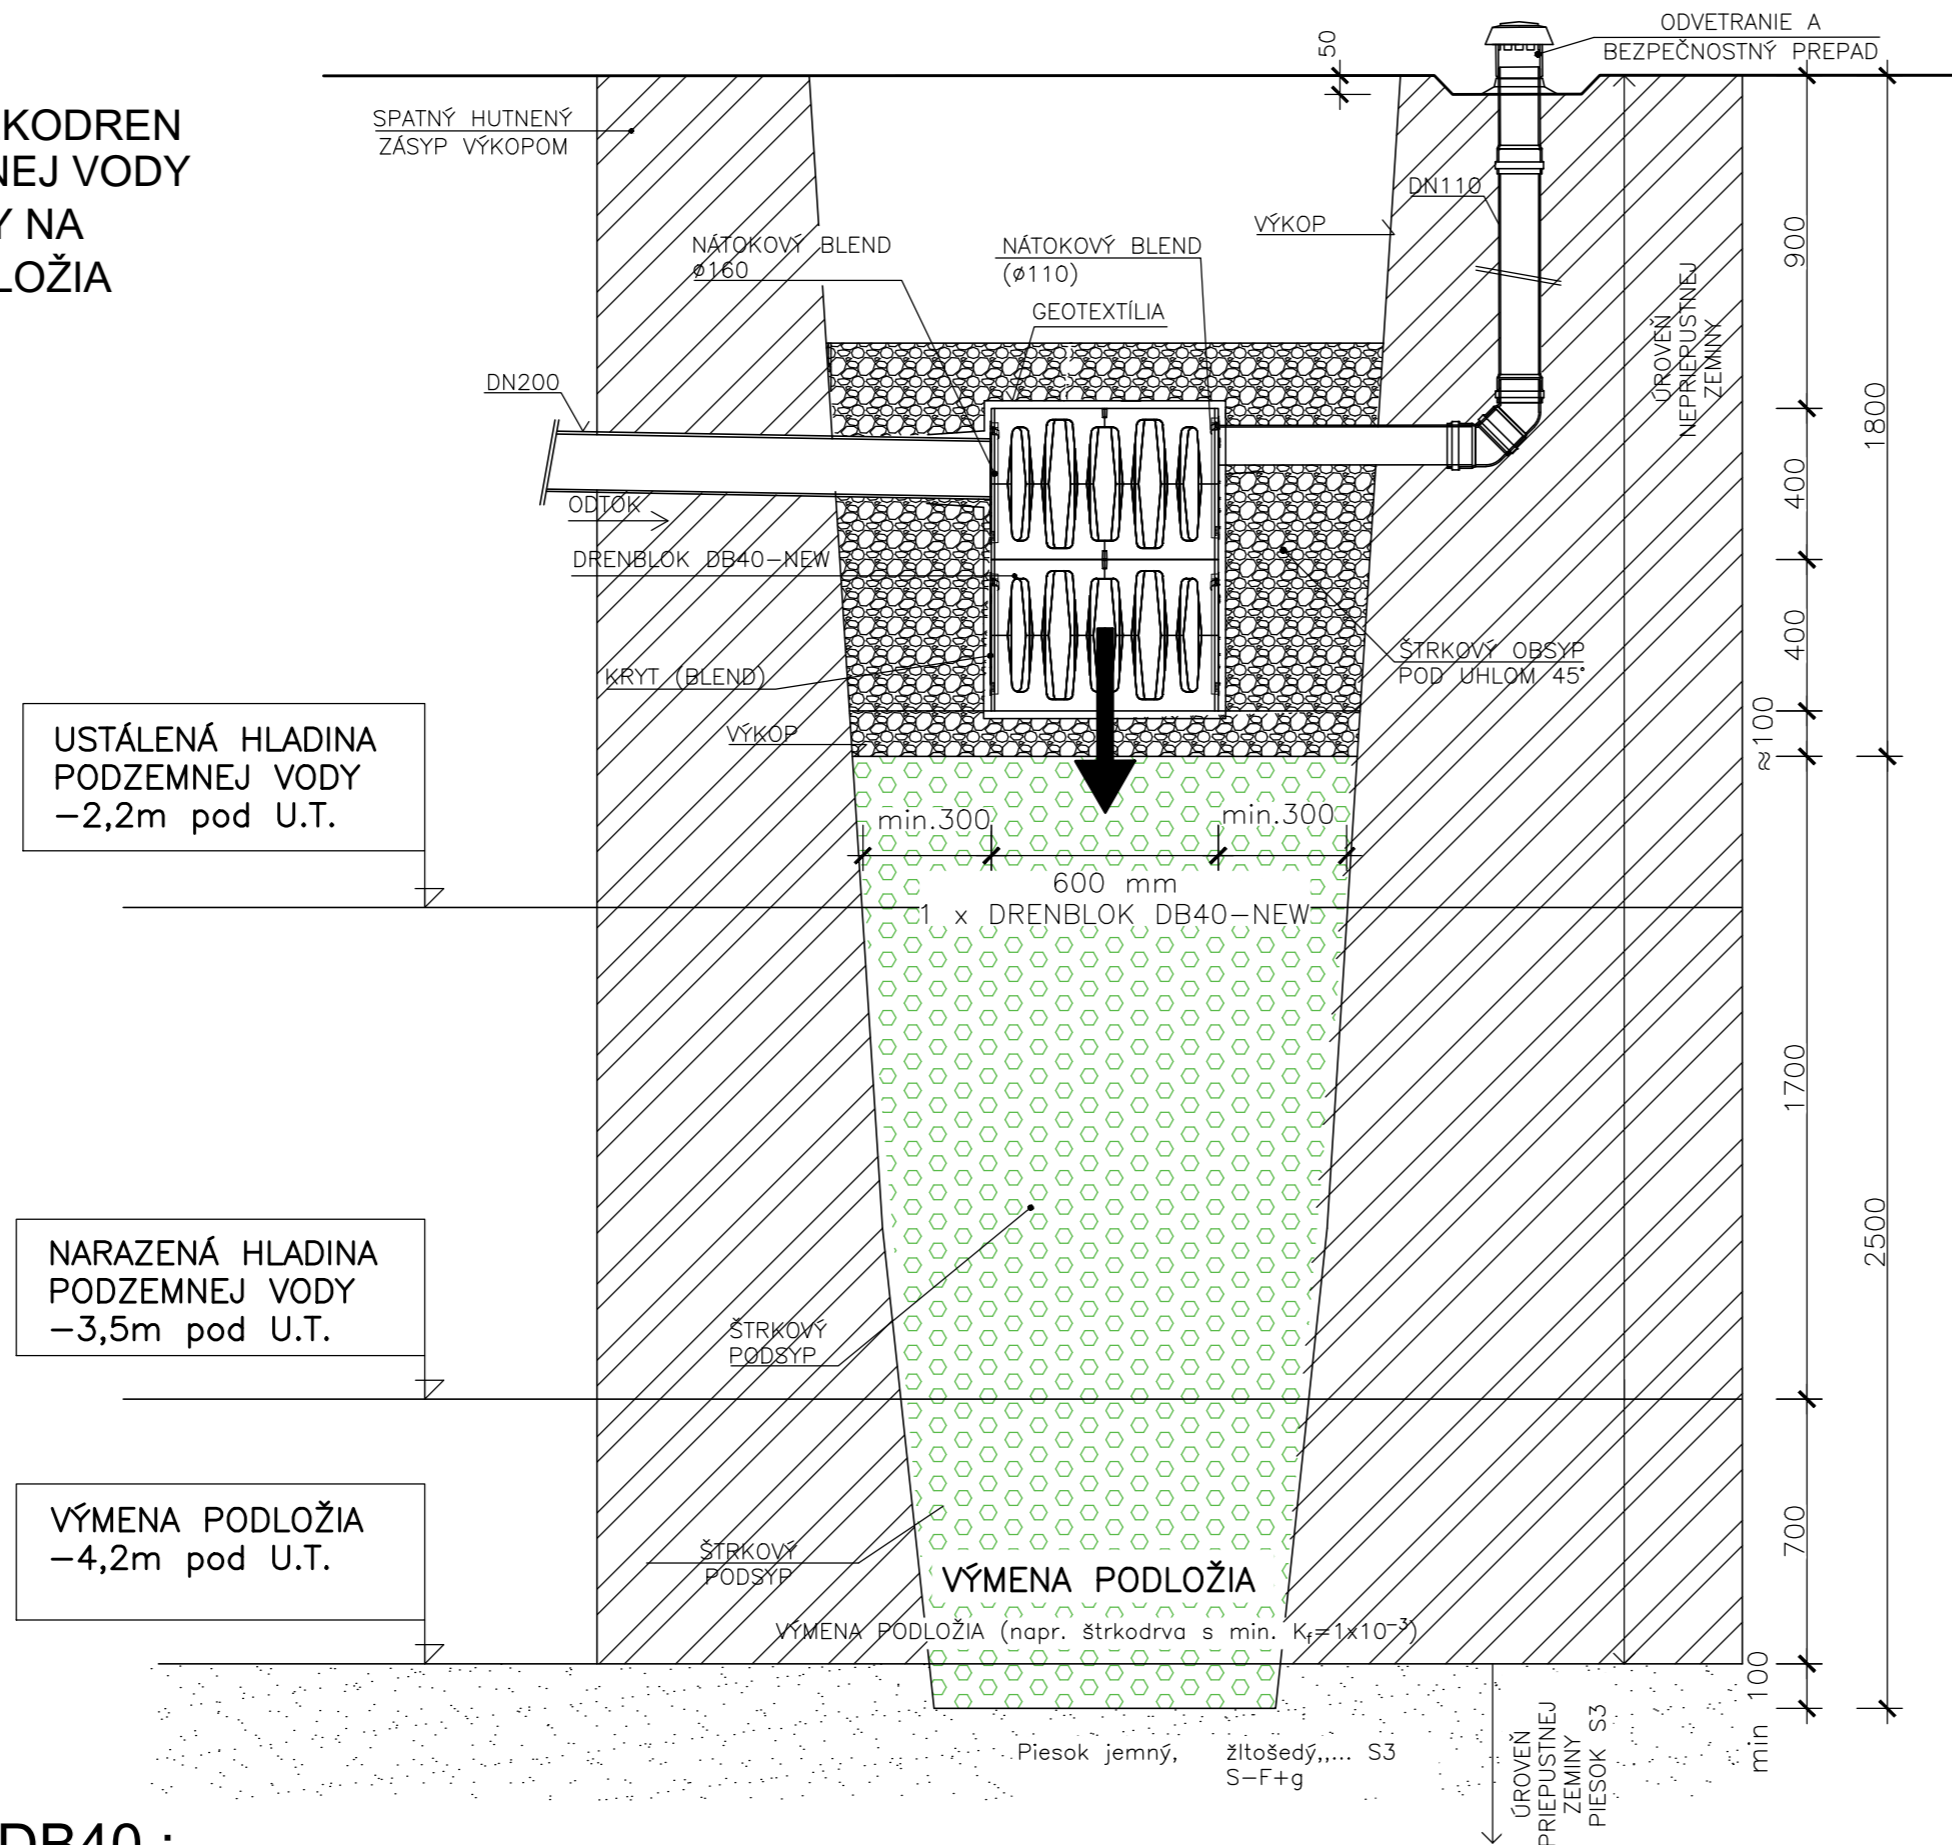 KODREN
NEJ VODY
Y NA
LOŽIA
ODVETRANIE A
BEZPEČNOSTNÝ PREPAD
50
SPATNÝ HUTNENÝ
ZÁSYP VÝKOPOM
DN110
VÝKOP
NÁTOKOVÝ BLEND
ø160
NÁTOKOVÝ BLEND
(ø110)
GEOTEXTÍLIA
ÚROVEŇ
NEPRIEPUSTNEJ
ZEMINY
900
DN200
1800
400
ODTOK
DRENBLOK DB40-NEW
400
ŠTRKOVÝ OBSYP
POD UHLOM 45°
KRYT (BLEND)
VÝKOP
≈100
USTÁLENÁ HLADINA
PODZEMNEJ VODY
-2,2m pod U.T.
min.300
min.300
600 mm
1 x DRENBLOK DB40-NEW
1700
2500
NARAZENÁ HLADINA
PODZEMNEJ VODY
-3,5m pod U.T.
ŠTRKOVÝ
PODSYP
VÝMENA PODLOŽIA
-4,2m pod U.T.
700
ŠTRKOVÝ
PODSYP
VÝMENA PODLOŽIA
VÝMENA PODLOŽIA (napr. štrkodrva s min. Kf=1x10⁻³)
min 100
Piesok jemný, žltošedý,,... S3
S-F+g
ÚROVEŇ
PRIEPUSTNEJ
ZEMINY
PIESOK S3
DB40 :